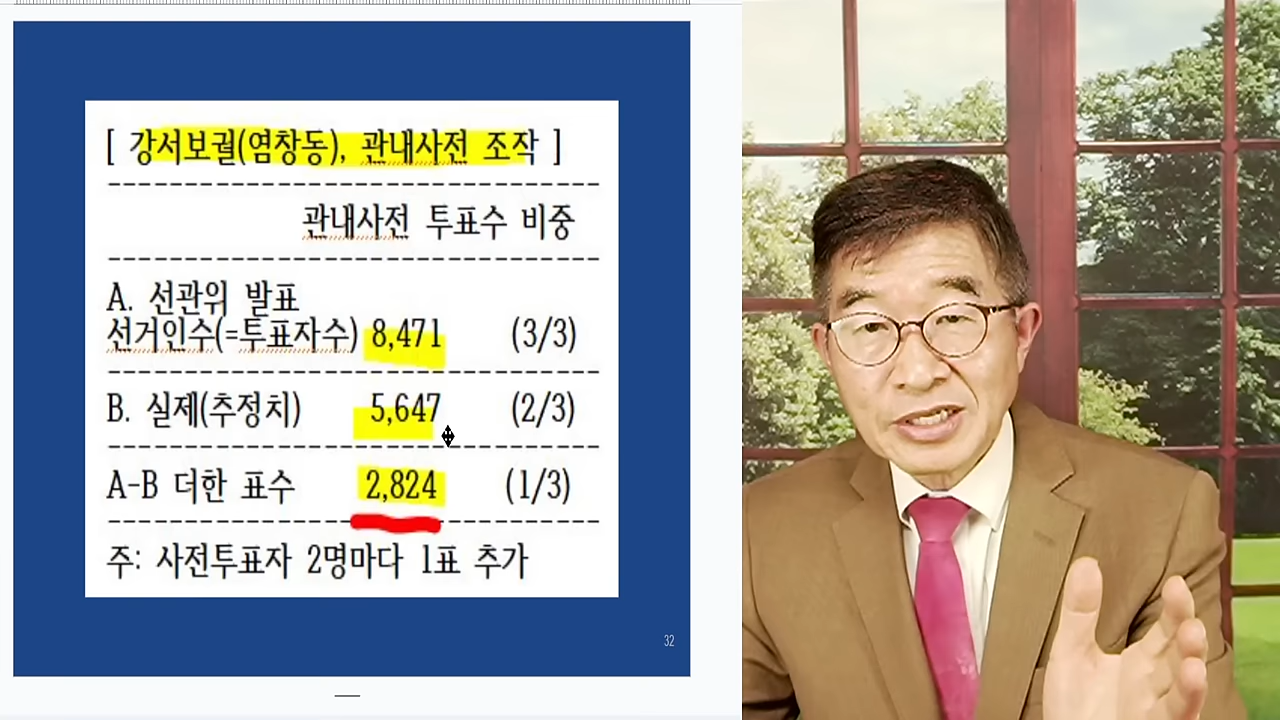 [ 강서보궐(염창동), 관내사전 조작 ]
관내사전 투표수 비중
A. 선관위 발표
선거인수(=투표자수) 8,471 (3/3)
B. 실제(추정치) 5,647 (2/3)
A-B 더한 표수 2,824 (1/3)
주: 사전투표자 2명마다 1표 추가
32